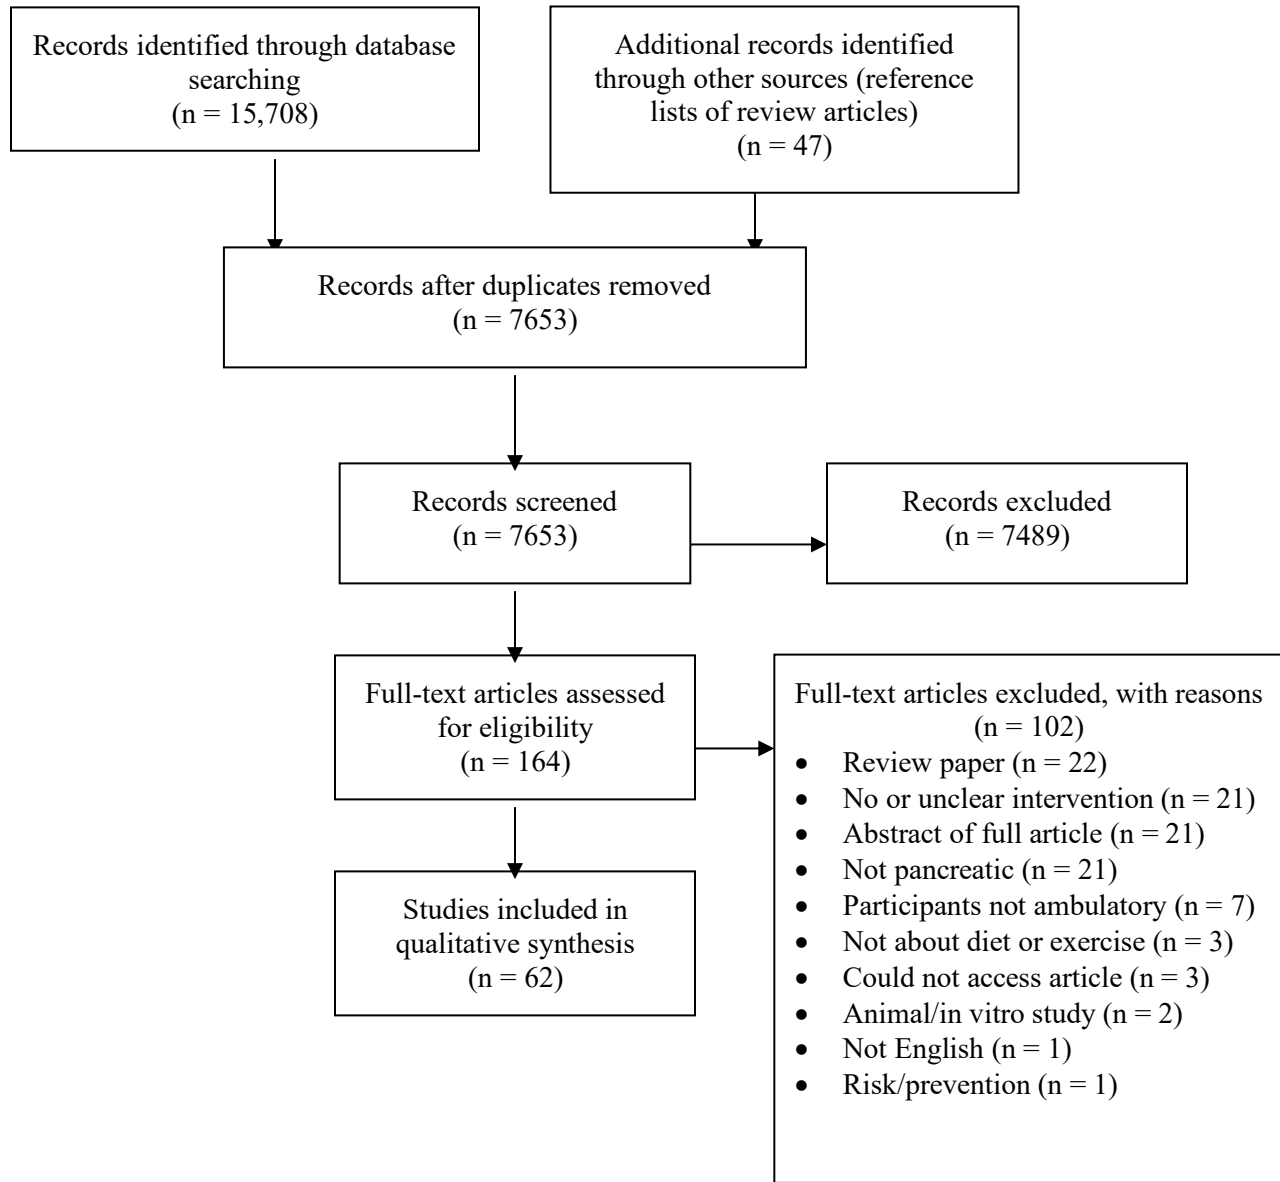 Records identified through database
searching
(n = 15,708)
Additional records identified
through other sources (reference
lists of review articles)
(n = 47)
Records after duplicates removed
(n = 7653)
Records screened
(n = 7653)
Records excluded
(n = 7489)
Full-text articles assessed
for eligibility
(n = 164)
Full-text articles excluded, with reasons
(n = 102)
• Review paper (n = 22)
• No or unclear intervention (n = 21)
• Abstract of full article (n = 21)
• Not pancreatic (n = 21)
• Participants not ambulatory (n = 7)
• Not about diet or exercise (n = 3)
• Could not access article (n = 3)
• Animal/in vitro study (n = 2)
• Not English (n = 1)
• Risk/prevention (n = 1)
Studies included in
qualitative synthesis
(n = 62)